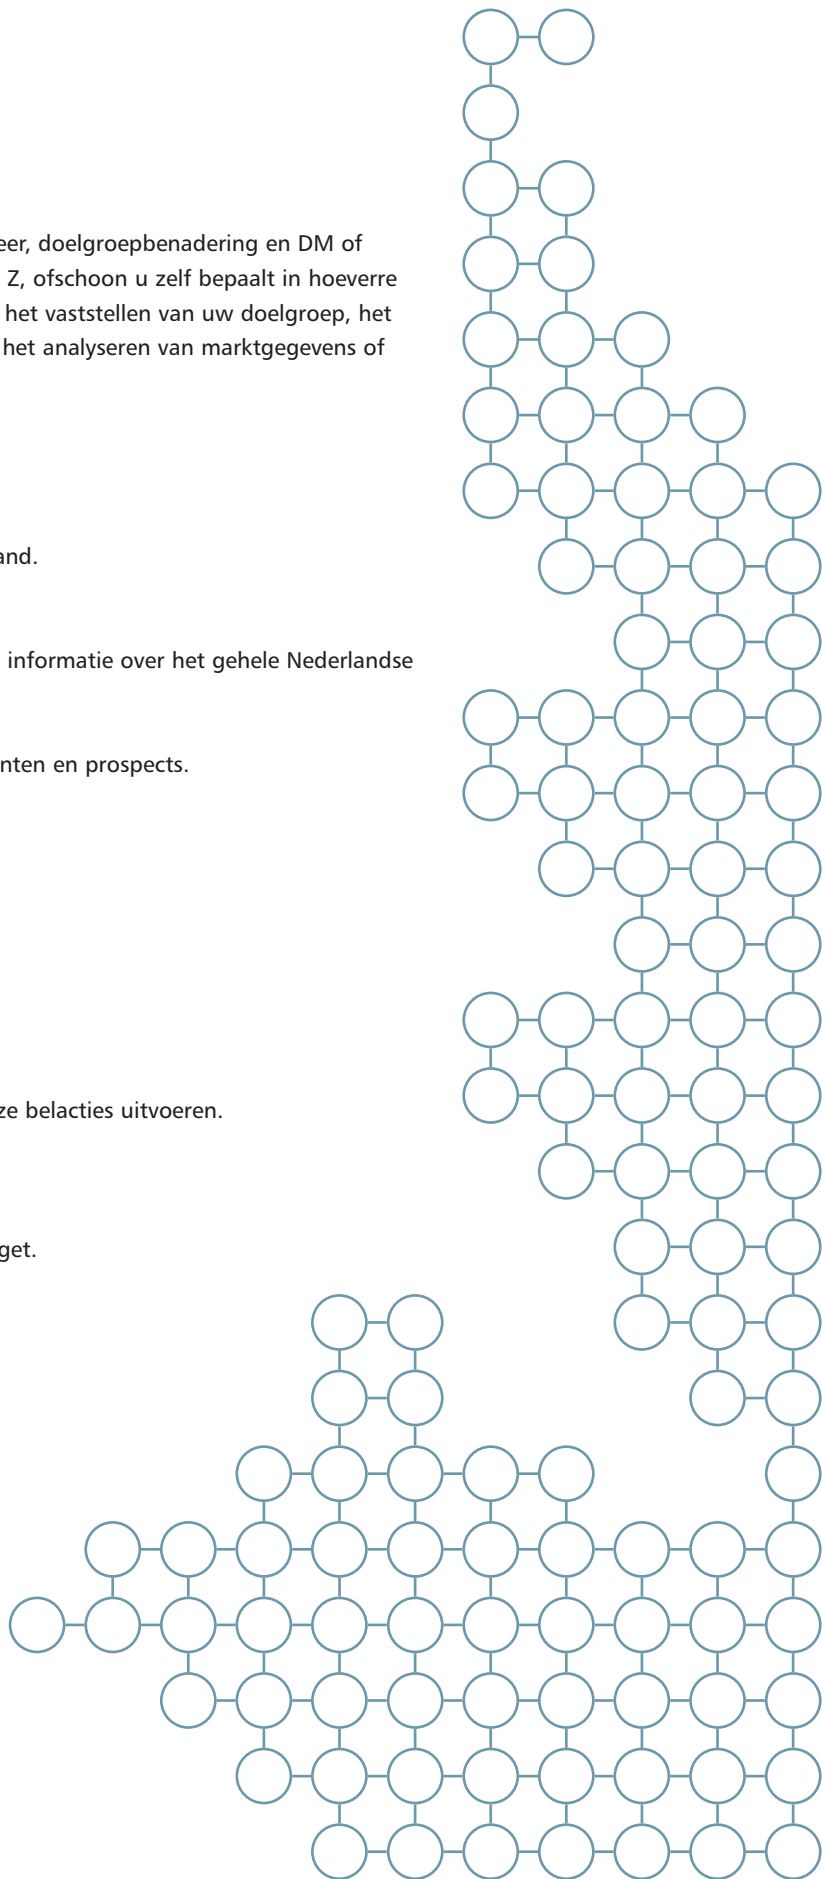 eer, doelgroepbenadering en DM of
Z, ofschoon u zelf bepaalt in hoeverre
het vaststellen van uw doelgroep, het
het analyseren van marktgegevens of
and.
informatie over het gehele Nederlandse
nten en prospects.
ze belacties uitvoeren.
get.